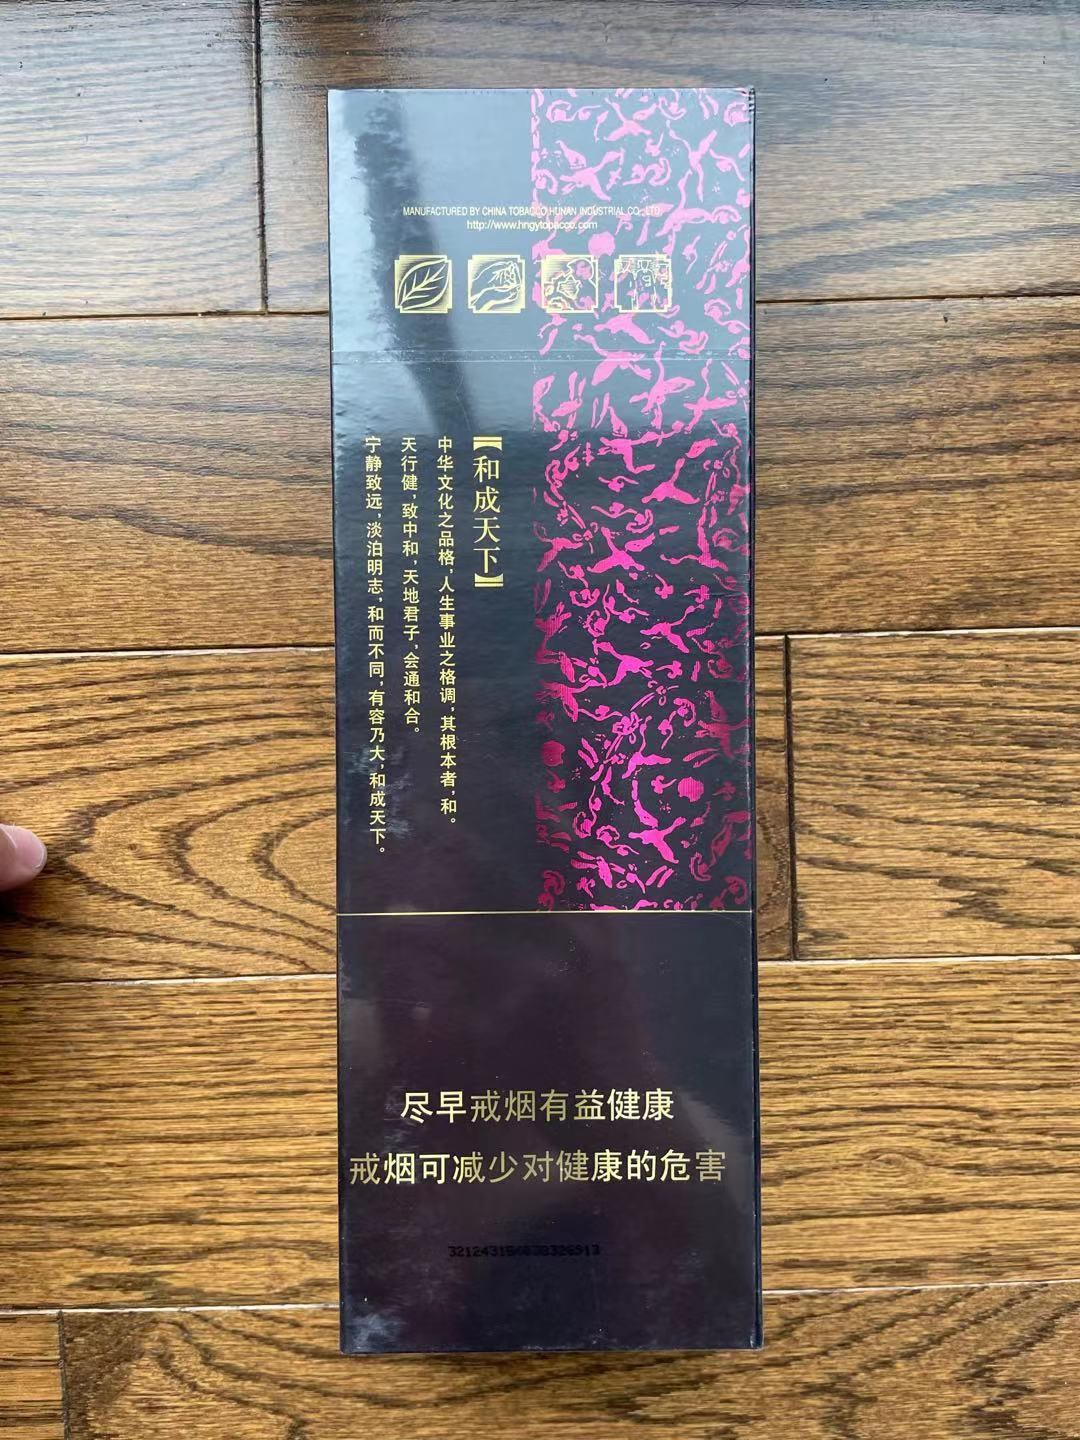 MANUFACTURED BY CHINA TOBACCO HUNAN INDUSTRIAL CO., LTD.
http://www.hngytobacco.com
【和成天下】
中华文化之品格，人生事业之格调，其根本者，和。
天行健，致中和，天地君子，会通和合。
宁静致远，淡泊明志，和而不同，有容乃大，和成天下。
尽早戒烟有益健康
戒烟可减少对健康的危害